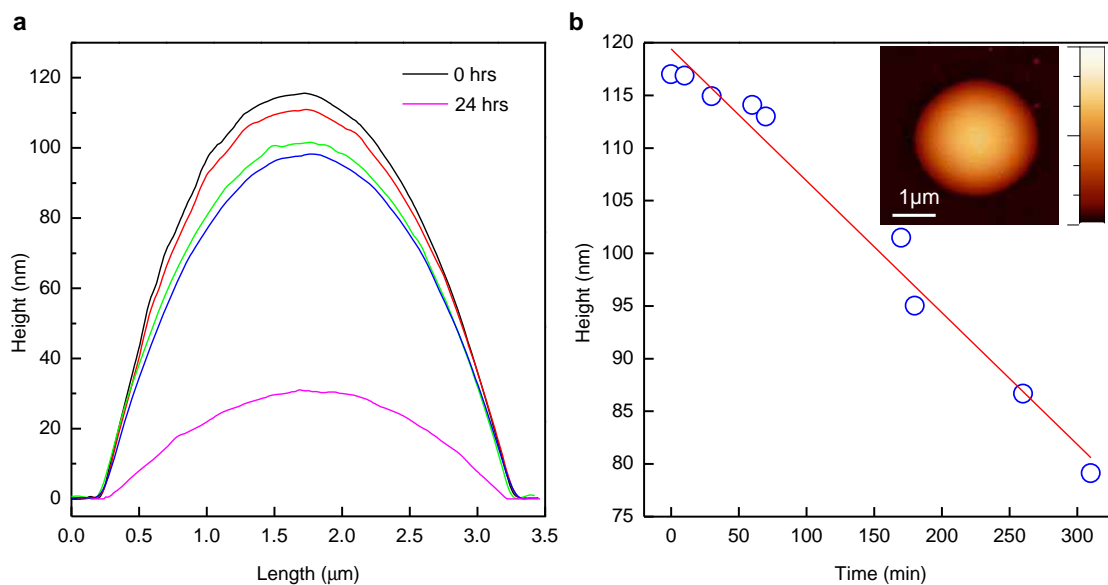 a
0 hrs
24 hrs
120
100
80
60
40
20
0
Height (nm)
0.0 0.5 1.0 1.5 2.0 2.5 3.0 3.5
Length (µm)
b
120
115
110
105
100
95
90
85
80
75
Height (nm)
1µm
0 50 100 150 200 250 300
Time (min)